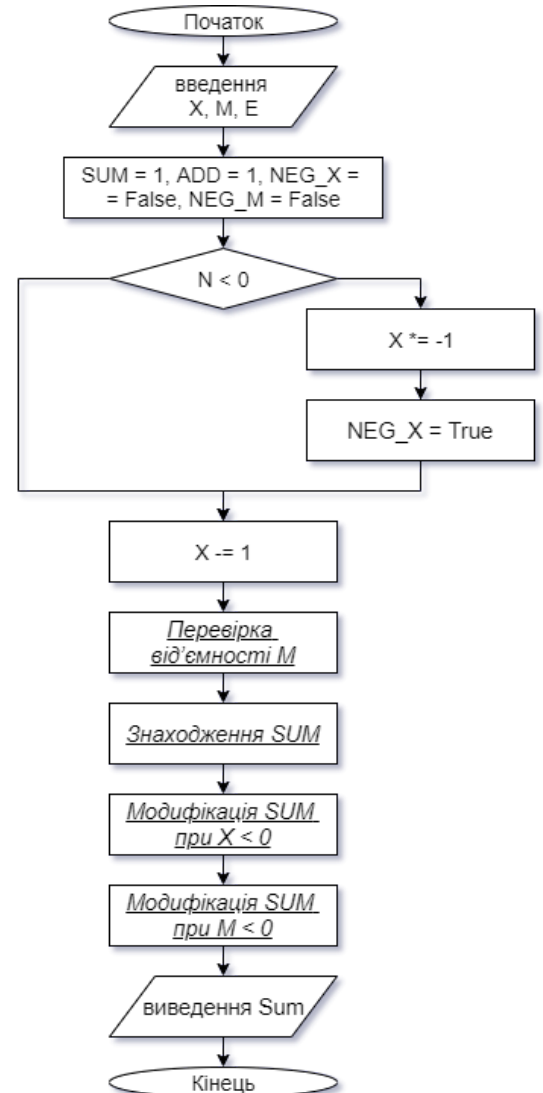 Початок
введення
X, M, E
SUM = 1, ADD = 1, NEG_X =
= False, NEG_M = False
N < 0
X *= -1
NEG_X = True
X -= 1
Перевірка
від’ємності M
Знаходження SUM
Модифікація SUM
при X < 0
Модифікація SUM
при M < 0
виведення Sum
Кінець